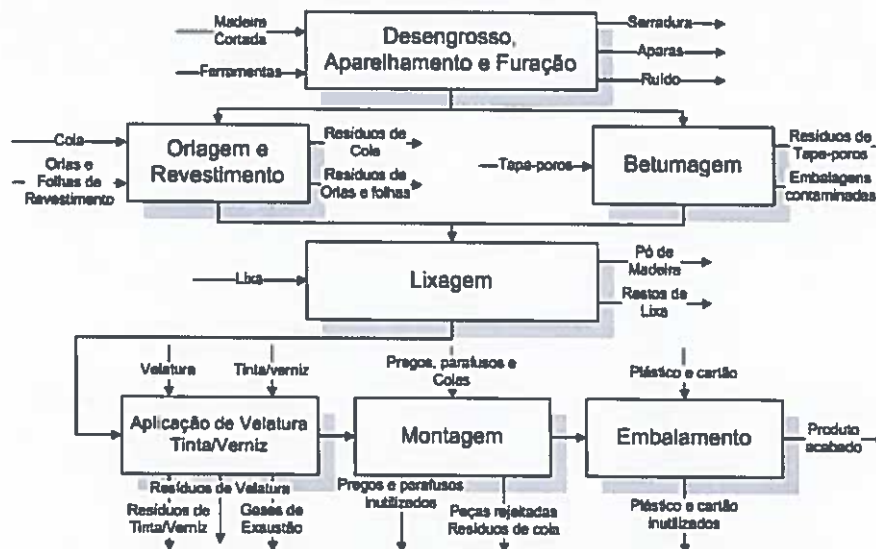 Madeira
Cortada
Ferramentas
Desengrosso,
Aparelhamento e Furação
Serradura
Aparas
Ruído
Cola
Orlas e
Folhas de
Revestimento
Orlagem e
Revestimento
Resíduos de
Cola
Resíduos de
Orlas e folhas
Tapa-poros
Betumagem
Resíduos de
Tapa-poros
Embalagens
contaminadas
Lixa
Lixagem
Pó de
Madeira
Restos de
Lixa
Velatura
Tinta/verniz
Pregos, parafusos e
Colas
Plástico e cartão
Aplicação de Velatura
Tinta/Verniz
Montagem
Embalamento
Produto
acabado
Resíduos de Velatura
Resíduos de
Tinta/Verniz
Gases de
Exaustão
Pregos e parafusos
inutilizados
Peças rejeitadas
Resíduos de cola
Plástico e cartão
inutilizados